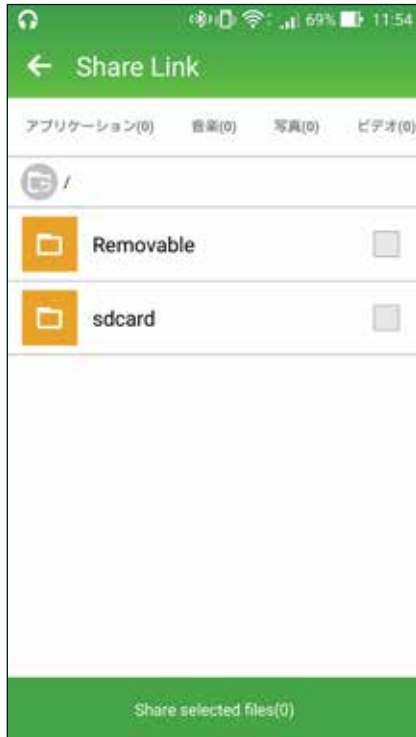 69% 11:54
Share Link
アプリケーション(0) 音楽(0) 写真(0) ビデオ(0)
/
Removable
sdcard
Share selected files(0)